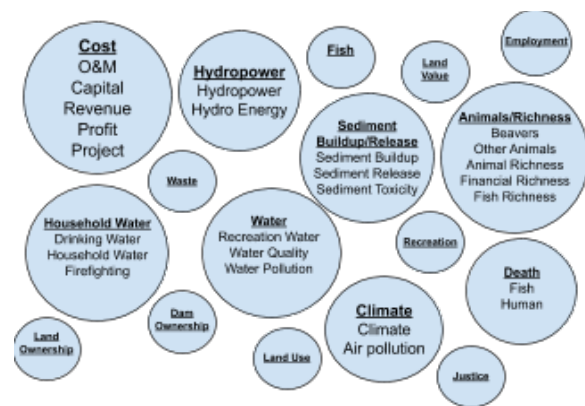 Cost
O&M
Capital
Revenue
Profit
Project
Hydropower
Hydropower
Hydro Energy
Fish
Land
Value
Employment
Sediment
Buildup/Release
Sediment Buildup
Sediment Release
Sediment Toxicity
Animals/Richness
Beavers
Other Animals
Animal Richness
Financial Richness
Fish Richness
Waste
Household Water
Drinking Water
Household Water
Firefighting
Water
Recreation Water
Water Quality
Water Pollution
Recreation
Death
Fish
Human
Land
Ownership
Dam
Ownership
Land Use
Climate
Climate
Air pollution
Justice